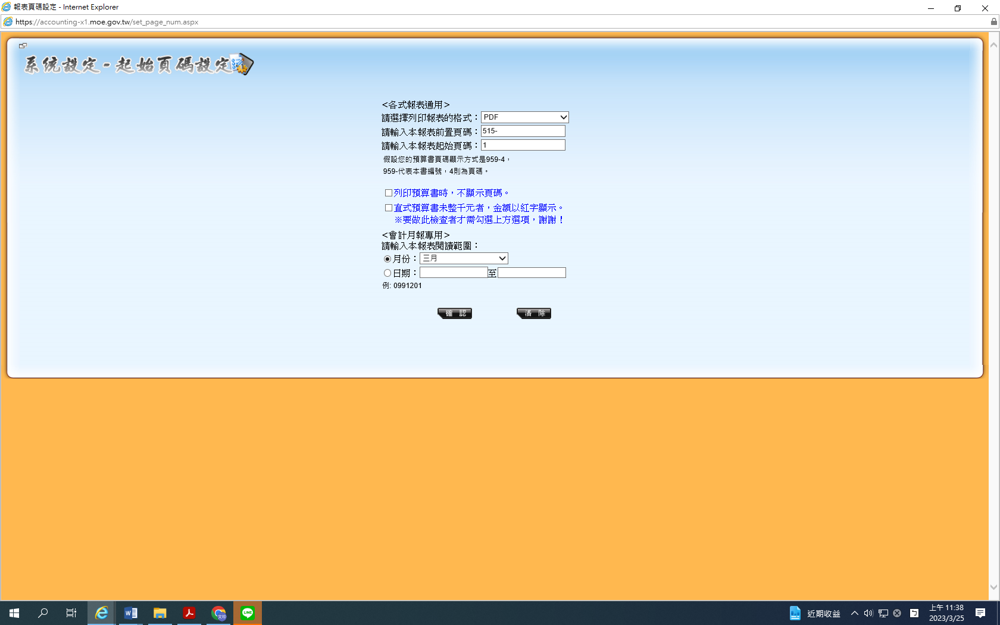 報表頁碼設定 - Internet Explorer
https://accounting-x1.moe.gov.tw/set_page_num.aspx
系統設定-起始頁碼設定
<各式報表通用>
請選擇列印報表的格式：PDF
請輸入本報表前置頁碼：515-
請輸入本報表起始頁碼：1
假設您的預算書頁碼顯示方式是959-4，
959-代表本書編號，4則為頁碼。
列印預算書時，不顯示頁碼。
直式預算書未整千元者，金額以紅字顯示。
※要做此檢查者才需勾選上方選項，謝謝！
<會計月報專用>
請輸入本報表閱讀範圍：
月份：三月
日期：至
例: 0991201
確 認 清 除
近期收益
上午 11:38
2023/3/25
文珍
LINE